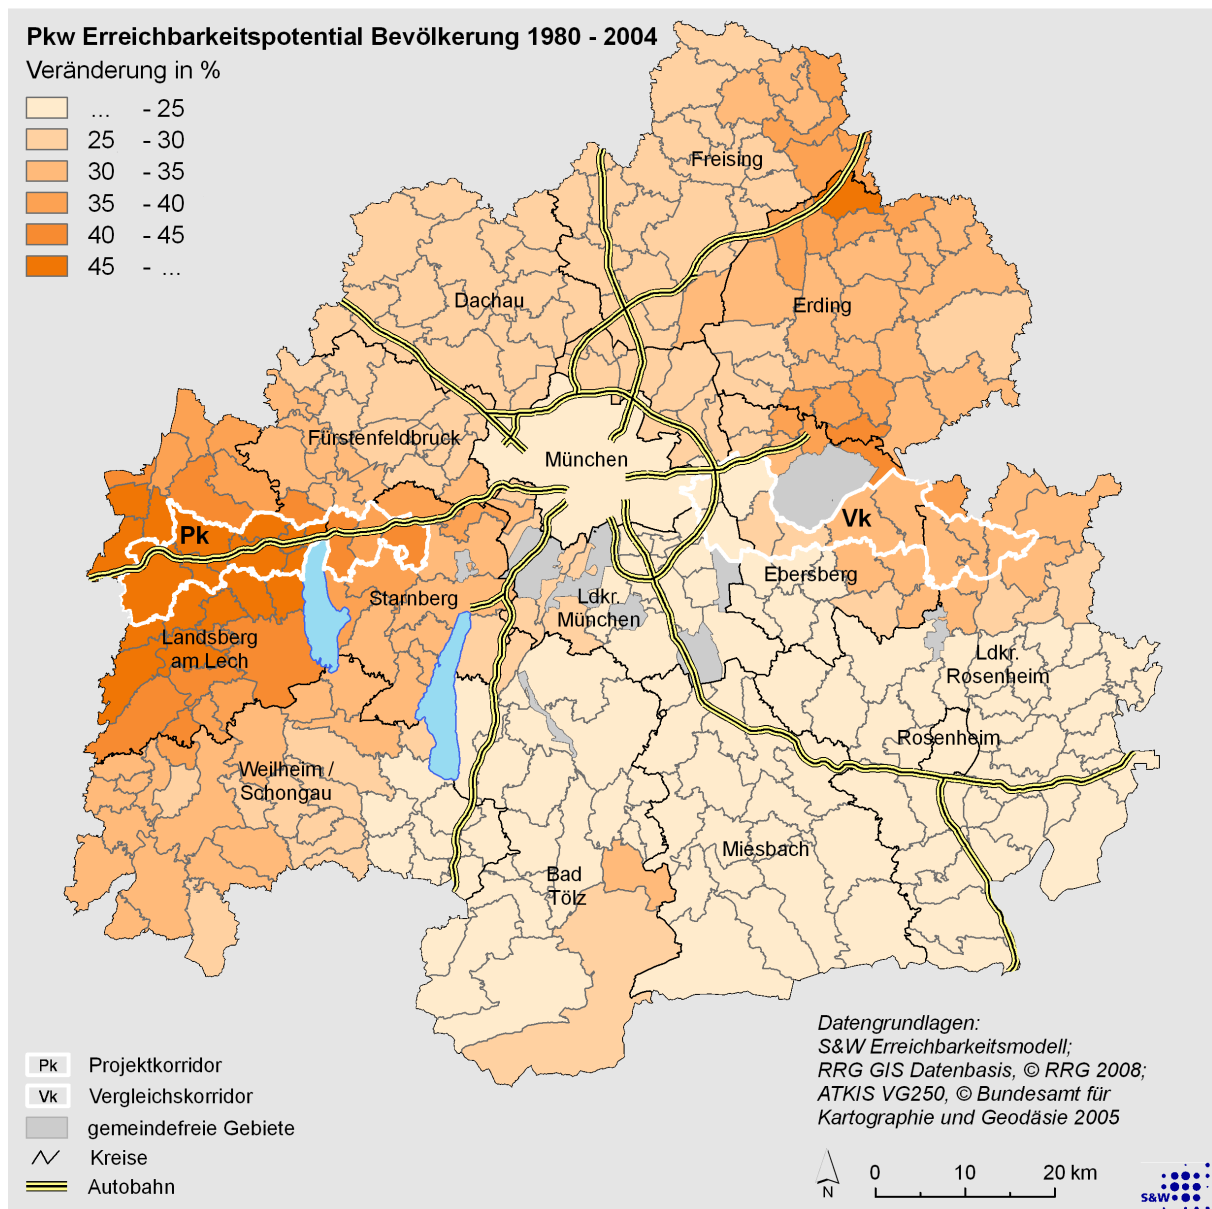 Pkw Erreichbarkeitspotential Bevölkerung 1980 - 2004
Veränderung in %
... - 25
25 - 30
30 - 35
35 - 40
40 - 45
45 - ...
Freising
Dachau
Erding
Fürstenfeldbruck
München
Pk
Vk
Ebersberg
Starnberg
Ldkr.
München
Landsberg
am Lech
Ldkr.
Rosenheim
Rosenheim
Weilheim /
Schongau
Miesbach
Bad
Tölz
Pk Projektkorridor
Vk Vergleichskorridor
gemeindefreie Gebiete
Kreise
Autobahn
Datengrundlagen:
S&W Erreichbarkeitsmodell;
RRG GIS Datenbasis, © RRG 2008;
ATKIS VG250, © Bundesamt für
Kartographie und Geodäsie 2005
N
0 10 20 km
S&W